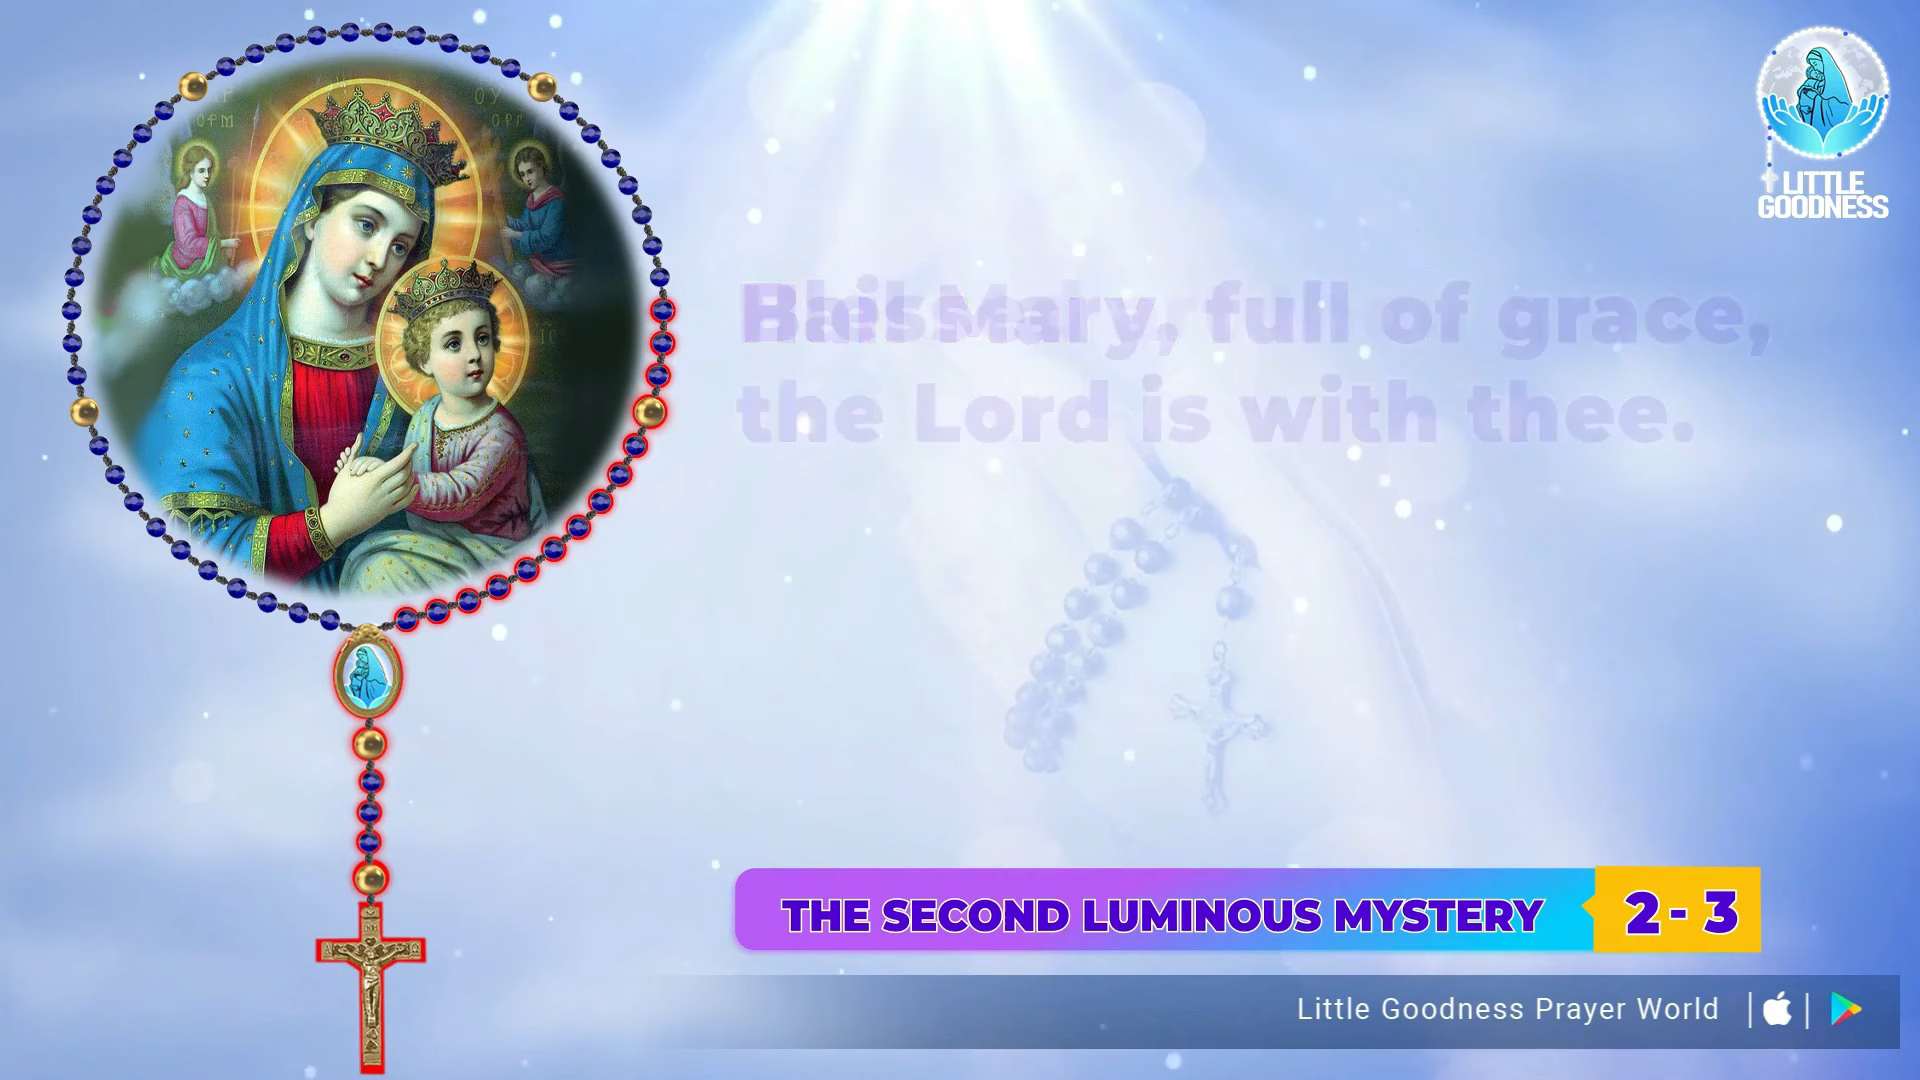 LITTLE
GOODNESS
Hail Mary, full of grace,
the Lord is with thee.
THE SECOND LUMINOUS MYSTERY
2 - 3
Little Goodness Prayer World